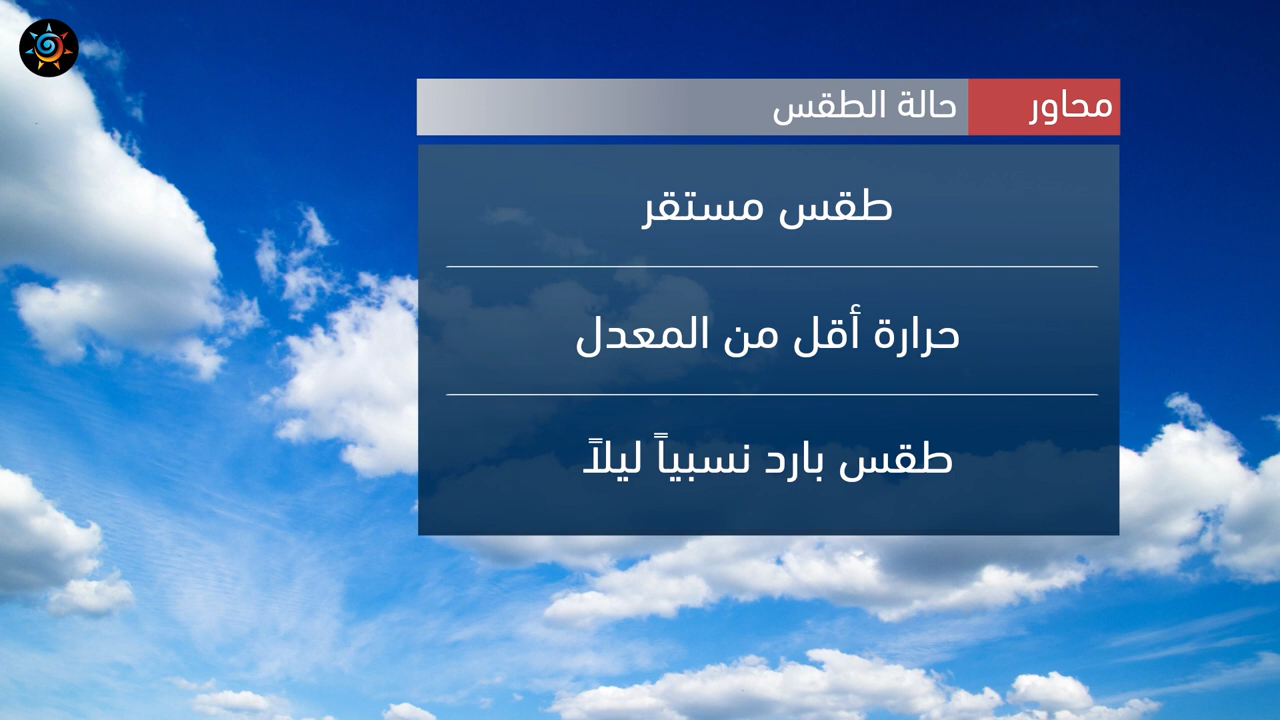 محاور حالة الطقس
طقس مستقر
حرارة أقل من المعدل
طقس بارد نسبياً ليلاً